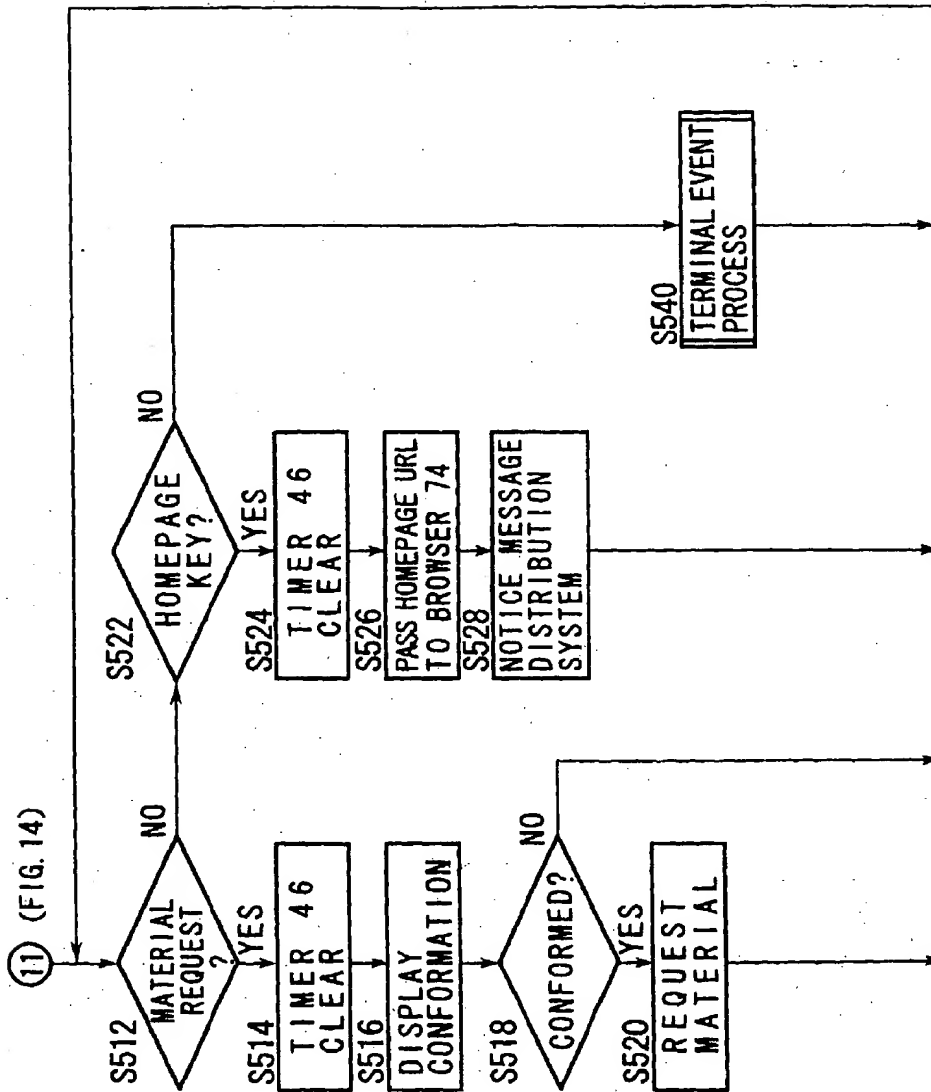 11 (FIG. 14)
S512
MATERIAL
REQUEST
?
NO
YES
S514
TIMER 46
CLEAR
S516
DISPLAY
CONFORMATION
S518
CONFORMED?
NO
YES
S520
REQUEST
MATERIAL
S522
HOMEPAGE
KEY?
NO
YES
S524
TIMER 46
CLEAR
S526
PASS HOMEPAGE URL
TO BROWSER 74
S528
NOTICE MESSAGE
DISTRIBUTION
SYSTEM
S540
TERMINAL EVENT
PROCESS